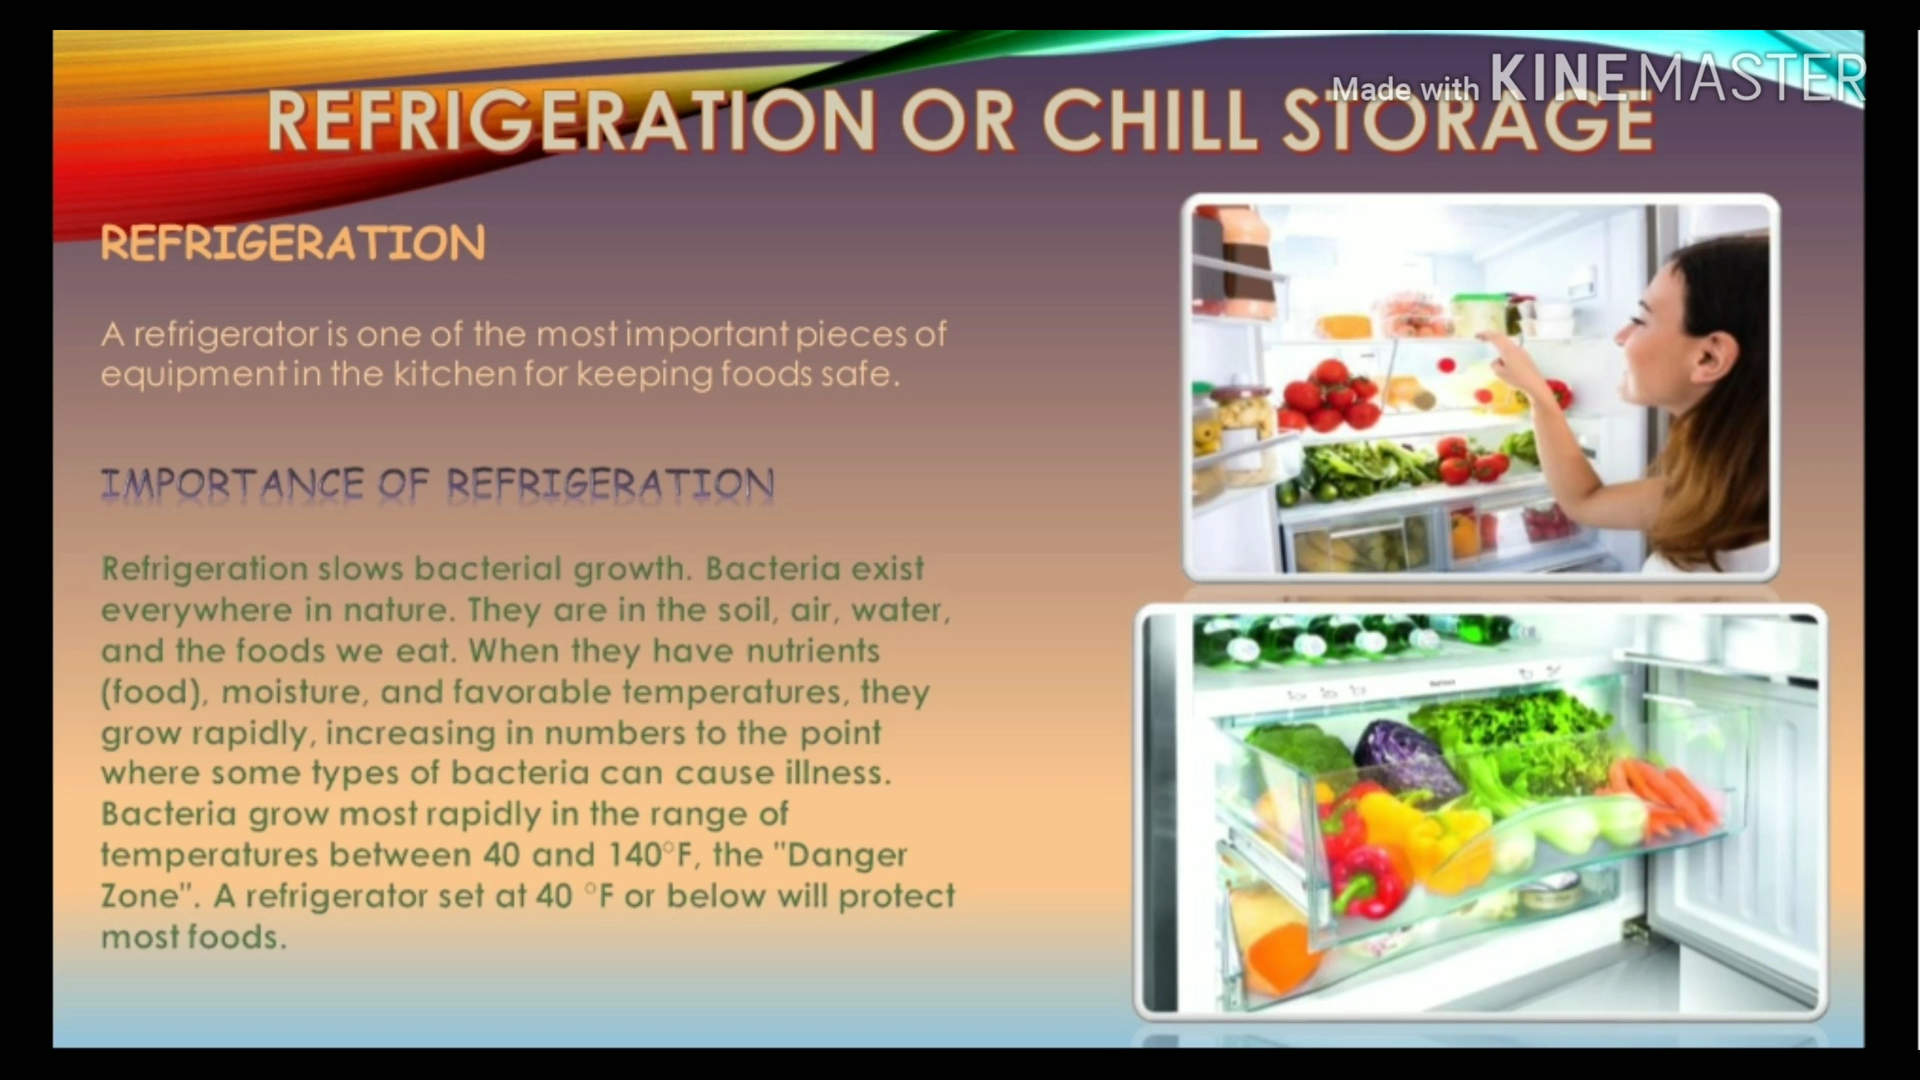 Made with KINEMASTER
REFRIGERATION OR CHILL STORAGE
REFRIGERATION
A refrigerator is one of the most important pieces of
equipment in the kitchen for keeping foods safe.
IMPORTANCE OF REFRIGERATION
Refrigeration slows bacterial growth. Bacteria exist
everywhere in nature. They are in the soil, air, water,
and the foods we eat. When they have nutrients
(food), moisture, and favorable temperatures, they
grow rapidly, increasing in numbers to the point
where some types of bacteria can cause illness.
Bacteria grow most rapidly in the range of
temperatures between 40 and 140°F, the "Danger
Zone". A refrigerator set at 40 °F or below will protect
most foods.